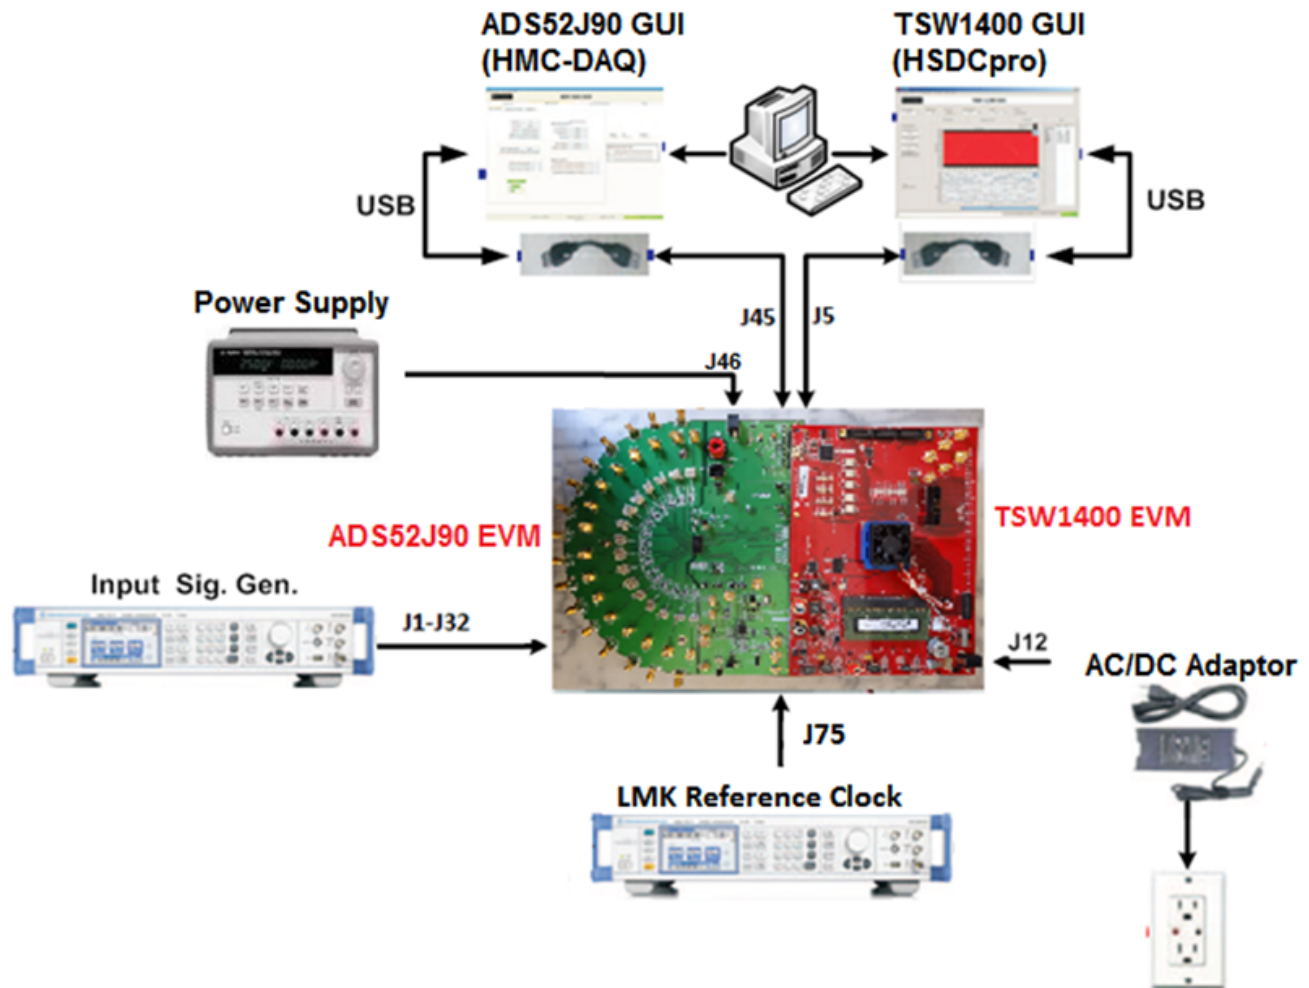 ADS52J90 GUI
(HMC-DAQ)
TSW1400 GUI
(HSDCpro)
USB
USB
Power Supply
J46
J45
J5
ADS52J90 EVM
TSW1400 EVM
Input Sig. Gen.
J1-J32
J12
AC/DC Adaptor
J75
LMK Reference Clock